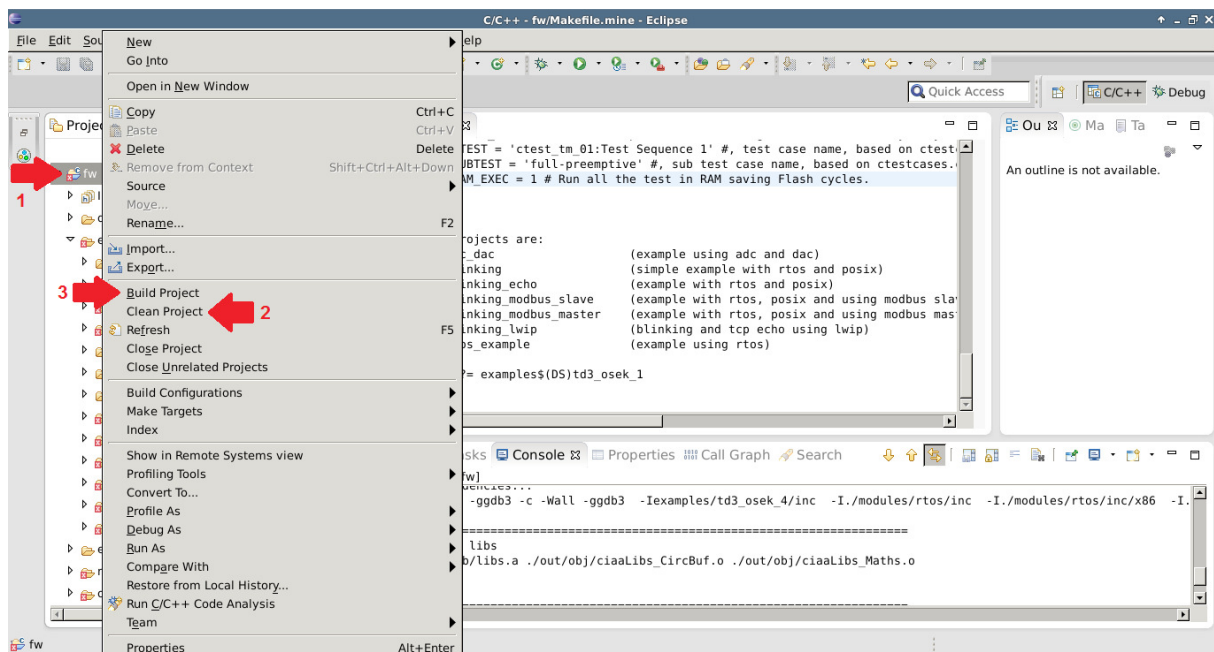 C/C++ - fw/Makefile.mine - Eclipse
File Edit Sou elp
Quick Access C/C++ Debug
Projec
Ou Ma Ta
An outline is not available.
1
fw
New
Go Into
Open in New Window
Copy Ctrl+C
Paste Ctrl+V
Delete Delete
Remove from Context Shift+Ctrl+Alt+Down
Source
Move...
Rename... F2
Import...
Export...
3 Build Project
Clean Project 2
Refresh F5
Close Project
Close Unrelated Projects
Build Configurations
Make Targets
Index
Show in Remote Systems view
Profiling Tools
Convert To...
Profile As
Debug As
Run As
Compare With
Restore from Local History...
Run C/C++ Code Analysis
Team
Properties Alt+Enter
TEST = 'ctest_tm_01:Test Sequence 1' #, test case name, based on ctest
UBTEST = 'full-preemptive' #, sub test case name, based on ctestcases.
AM_EXEC = 1 # Run all the test in RAM saving Flash cycles.
rojects are:
c_dac (example using adc and dac)
inking (simple example with rtos and posix)
inking_echo (example with rtos and posix)
inking_modbus_slave (example with rtos, posix and using modbus sla
inking_modbus_master (example with rtos, posix and using modbus mas
inking_lwip (blinking and tcp echo using lwip)
os_example (example using rtos)
?= examples$(DS)td3_osek_1
sks Console Properties Call Graph Search
fw]
dencies...
-ggdb3 -c -Wall -ggdb3 -Iexamples/td3_osek_4/inc -I./modules/rtos/inc -I./modules/rtos/inc/x86 -I.
====================================================================
libs
b/libs.a ./out/obj/ciaaLibs_CircBuf.o ./out/obj/ciaaLibs_Maths.o
====================================================================
fw